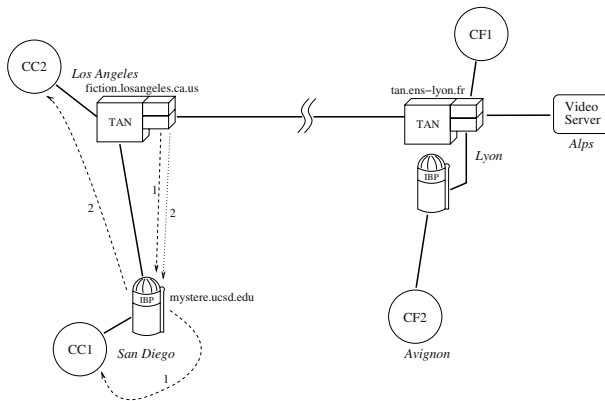 CC2
Los Angeles
fiction.losangeles.ca.us
TAN
CF1
tan.ens-lyon.fr
TAN
Video
Server
Alps
Lyon
IBP
1
2
2
IBP
mystere.ucsd.edu
CC1
San Diego
1
CF2
Avignon